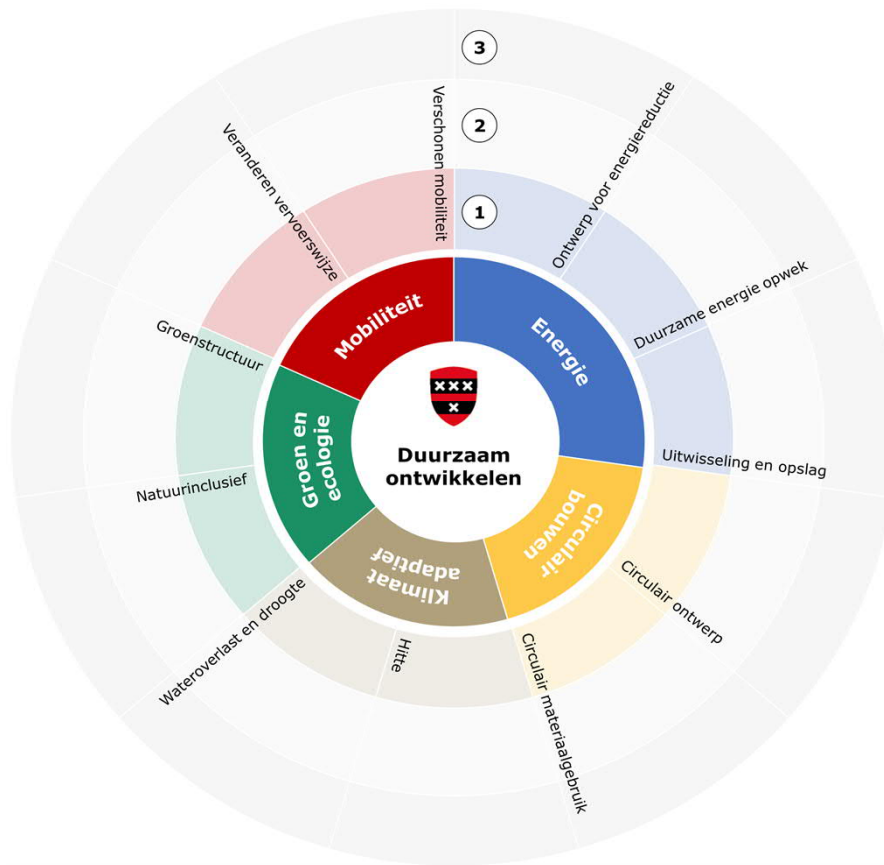 3
2
1
Verschonen mobiliteit
Ontwerp voor energiereductie
Duurzame energie opwek
Uitwisseling en opslag
Circulair ontwerp
Circulair materiaalgebruik
Hitte
Wateroverlast en droogte
Natuurinclusief
Groenstructuur
Veranderen vervoerswijze
Mobiliteit
Energie
Circulair
bouwen
Klimaat
adaptief
Groen en
ecologie
Duurzaam
ontwikkelen